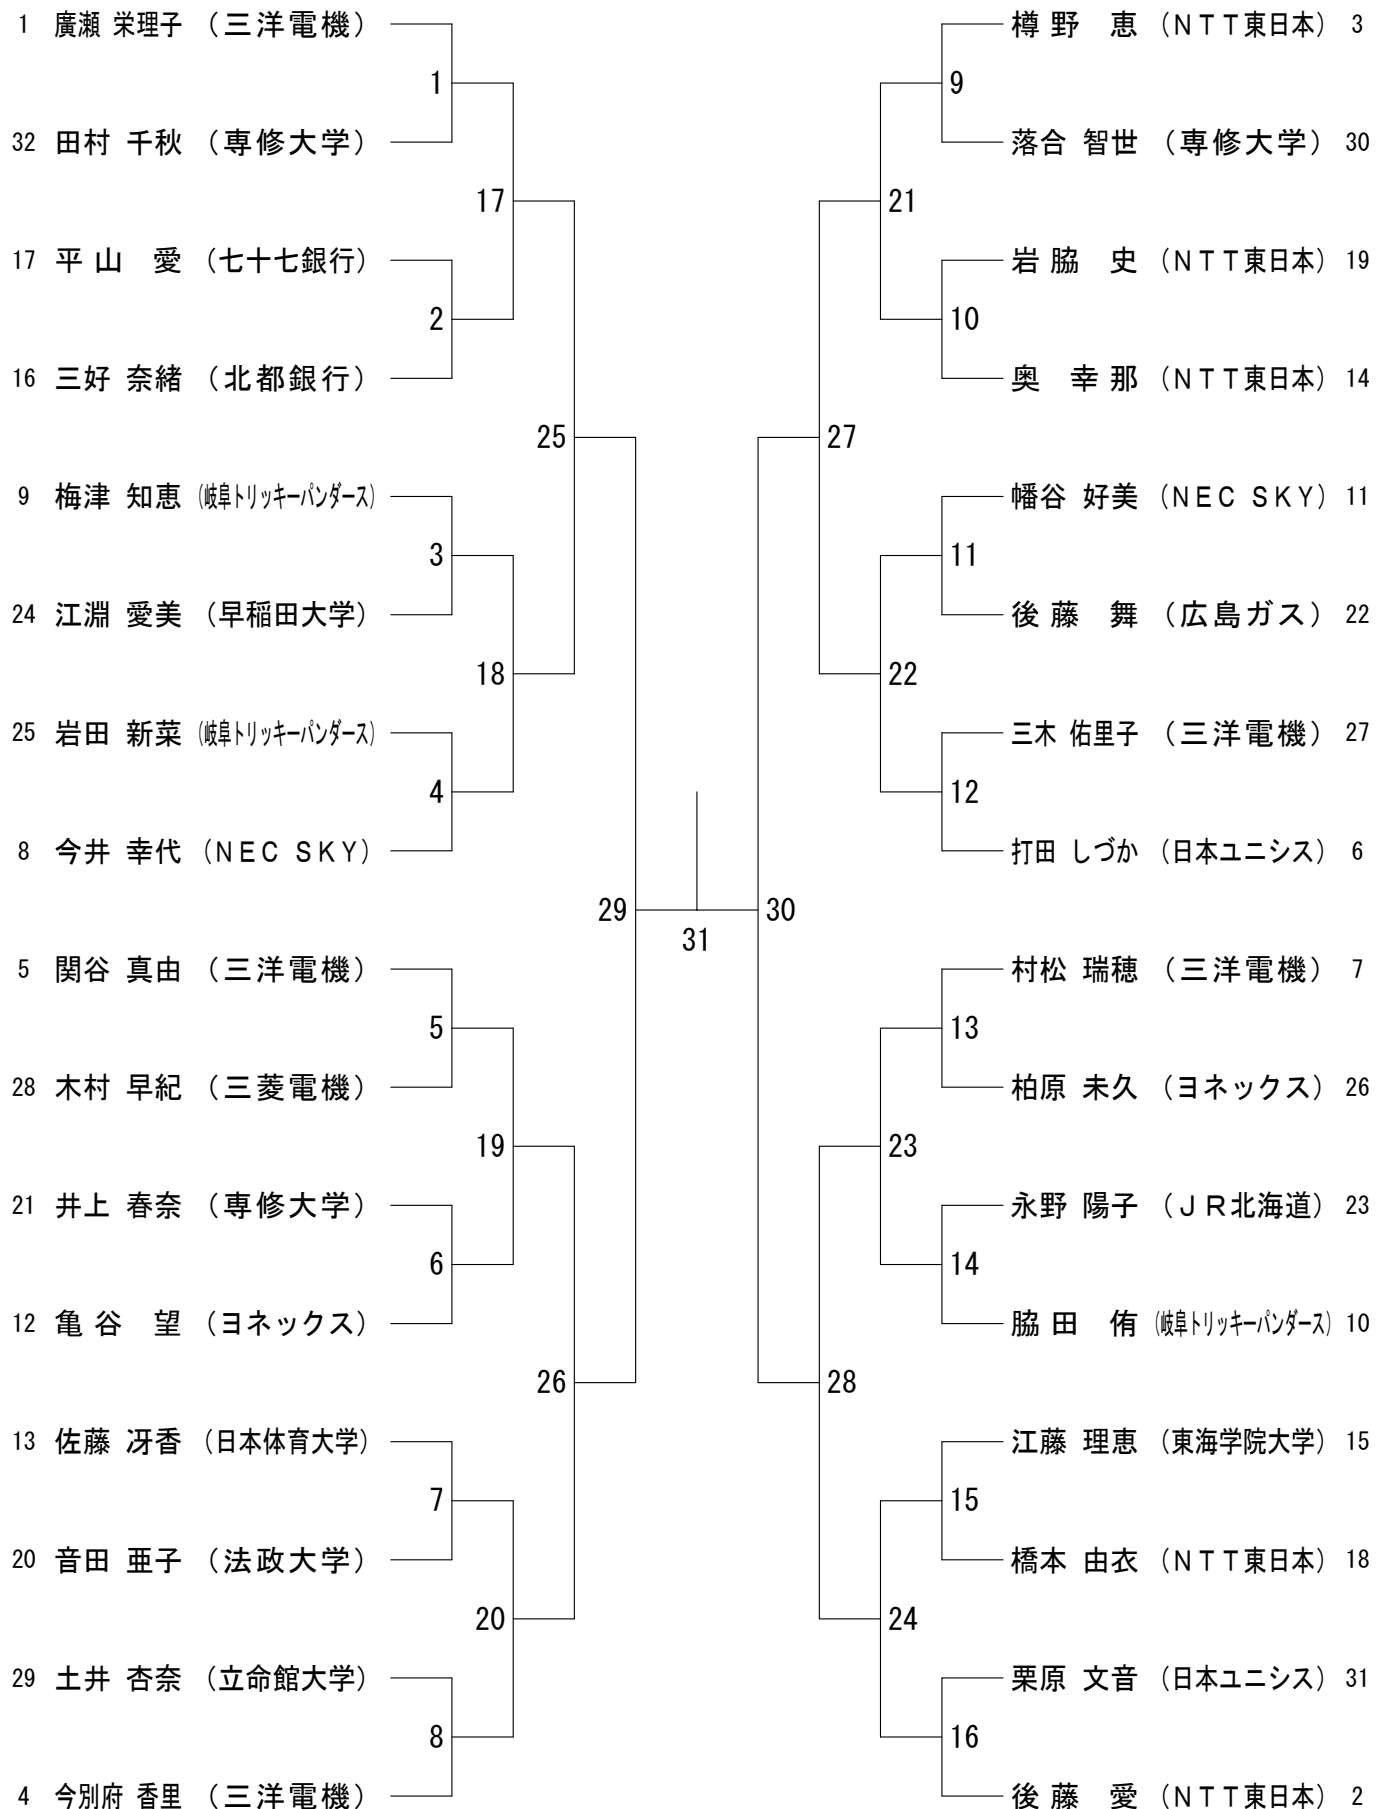 1 廣瀬 栄理子 （三洋電機）
1
32 田村 千秋 （専修大学）
17
17 平山 愛 （七十七銀行）
2
16 三好 奈緒 （北都銀行）
25
9 梅津 知恵 （岐阜トリッキーパンダース）
3
24 江淵 愛美 （早稲田大学）
18
25 岩田 新菜 （岐阜トリッキーパンダース）
4
8 今井 幸代 （NEC SKY）
29
5 関谷 真由 （三洋電機）
5
28 木村 早紀 （三菱電機）
19
21 井上 春奈 （専修大学）
6
12 亀谷 望 （ヨネックス）
26
13 佐藤 冴香 （日本体育大学）
7
20 音田 亜子 （法政大学）
20
29 土井 杏奈 （立命館大学）
8
4 今別府 香里 （三洋電機）
31
樽野 恵 （NTT東日本） 3
9
落合 智世 （専修大学） 30
21
岩脇 史 （NTT東日本） 19
10
奥 幸那 （NTT東日本） 14
27
幡谷 好美 （NEC SKY） 11
11
後藤 舞 （広島ガス） 22
22
三木 佑里子 （三洋電機） 27
12
打田 しづか （日本ユニシス） 6
30
村松 瑞穂 （三洋電機） 7
13
柏原 未久 （ヨネックス） 26
23
永野 陽子 （JR北海道） 23
14
脇田 侑 （岐阜トリッキーパンダース） 10
28
江藤 理恵 （東海学院大学） 15
15
橋本 由衣 （NTT東日本） 18
24
栗原 文音 （日本ユニシス） 31
16
後藤 愛 （NTT東日本） 2